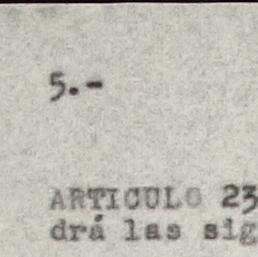 5.-
ARTICULO 23
drá las sig